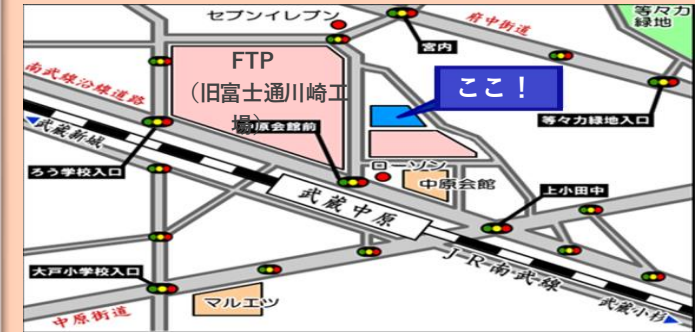 セブンイレブン
宮内
府中街道
等々力
緑地
FTP
(旧富士通川崎工
場)
ここ!
南武線沿線道路
中原会館前
等々力緑地入口
武蔵新城
ろう学校入口
ローソン
中原会館
上小田中
武蔵中原
大戸小学校入口
JR南武線
マルエツ
中原街道
武蔵小杉